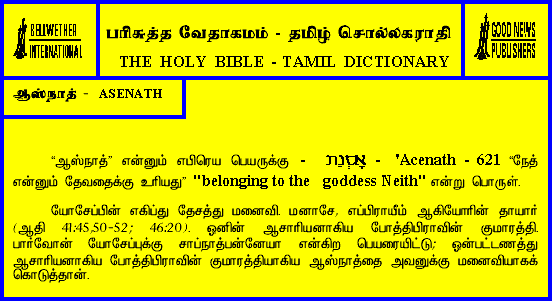 BELLWETHER
INTERNATIONAL
பரிசுத்த வேதாகமம் - தமிழ் சொல்லகராதி
THE HOLY BIBLE - TAMIL DICTIONARY
GOOD NEWS
PUBLISHERS
ஆஸ்நாத் - ASENATH
“ஆஸ்நாத்” என்னும் எபிரெய பெயருக்கு - אָסְנַת - 'Acenath - 621 “நேத்
என்னும் தேவதைக்கு உரியது” "belonging to the goddess Neith" என்று பொருள்.
யோசேப்பின் எகிப்து தேசத்து மனைவி. மனாசே, எப்பிராயீம் ஆகியோரின் தாயார்
(ஆதி 41:45,50-52; 46:20). ஓனின் ஆசாரியனாகிய போத்திபிராவின் குமாரத்தி.
பார்வோன் யோசேப்புக்கு சாப்நாத்பன்னேயா என்கிற பெயரையிட்டு; ஓன்பட்டணத்து
ஆசாரியனாகிய போத்திபிராவின் குமாரத்தியாகிய ஆஸ்நாத்தை அவனுக்கு மனைவியாகக்
கொடுத்தான்.